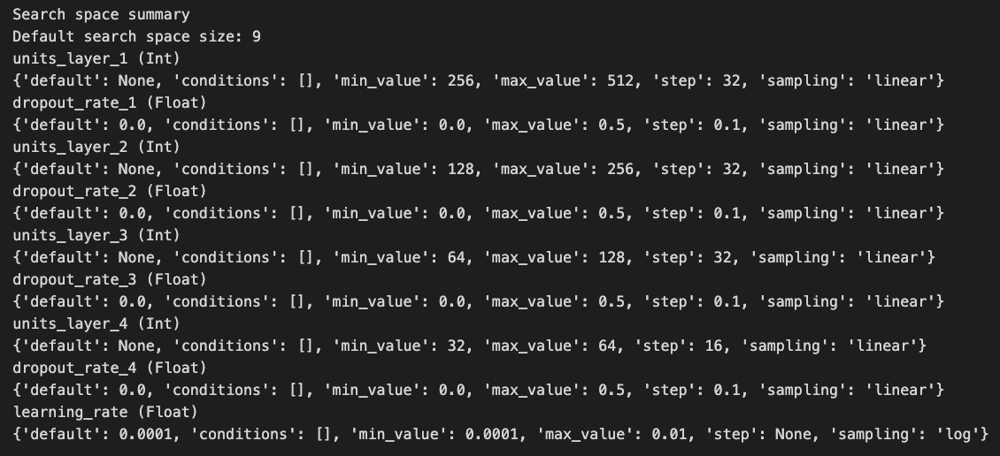 Search space summary
Default search space size: 9
units_layer_1 (Int)
{'default': None, 'conditions': [], 'min_value': 256, 'max_value': 512, 'step': 32, 'sampling': 'linear'}
dropout_rate_1 (Float)
{'default': 0.0, 'conditions': [], 'min_value': 0.0, 'max_value': 0.5, 'step': 0.1, 'sampling': 'linear'}
units_layer_2 (Int)
{'default': None, 'conditions': [], 'min_value': 128, 'max_value': 256, 'step': 32, 'sampling': 'linear'}
dropout_rate_2 (Float)
{'default': 0.0, 'conditions': [], 'min_value': 0.0, 'max_value': 0.5, 'step': 0.1, 'sampling': 'linear'}
units_layer_3 (Int)
{'default': None, 'conditions': [], 'min_value': 64, 'max_value': 128, 'step': 32, 'sampling': 'linear'}
dropout_rate_3 (Float)
{'default': 0.0, 'conditions': [], 'min_value': 0.0, 'max_value': 0.5, 'step': 0.1, 'sampling': 'linear'}
units_layer_4 (Int)
{'default': None, 'conditions': [], 'min_value': 32, 'max_value': 64, 'step': 16, 'sampling': 'linear'}
dropout_rate_4 (Float)
{'default': 0.0, 'conditions': [], 'min_value': 0.0, 'max_value': 0.5, 'step': 0.1, 'sampling': 'linear'}
learning_rate (Float)
{'default': 0.0001, 'conditions': [], 'min_value': 0.0001, 'max_value': 0.01, 'step': None, 'sampling': 'log'}